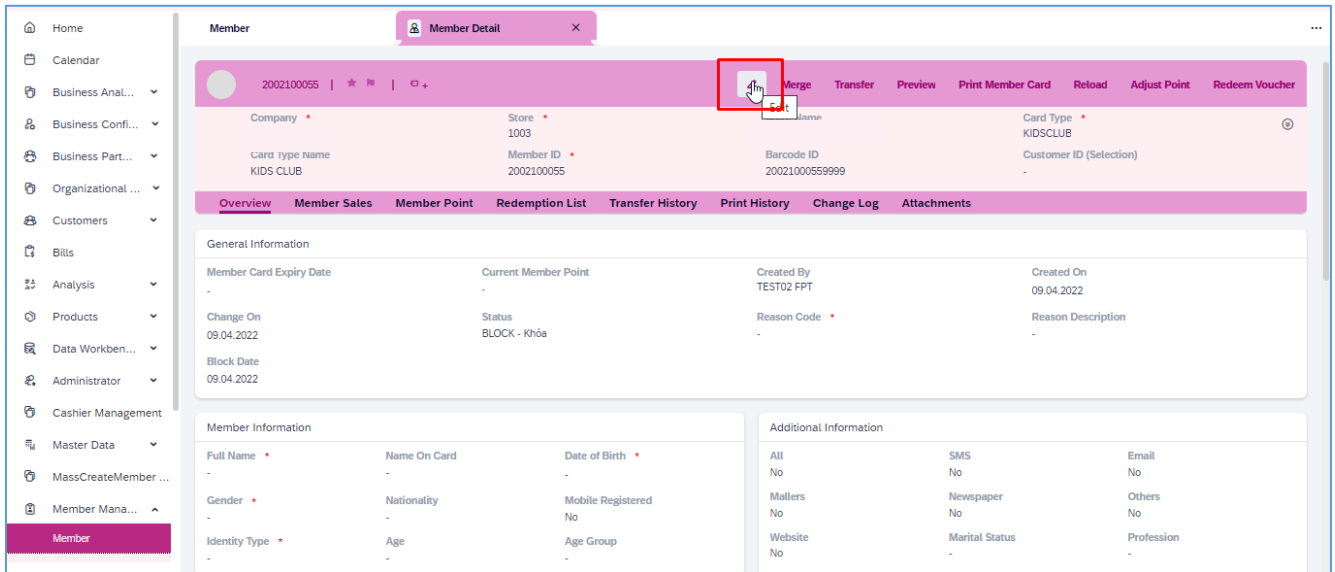 Home
Calendar
Business Anal...
Business Confi...
Business Part...
Organizational ...
Customers
Bills
Analysis
Products
Data Workben...
Administrator
Cashier Management
Master Data
MassCreateMember ...
Member Mana...
Member
Member
Member Detail
2002100055
Merge Transfer Preview Print Member Card Reload Adjust Point Redeem Voucher
Edit
Company * Store * Name Card Type *
1003 KIDSCLUB
Card Type Name Member ID * Barcode ID Customer ID (Selection)
KIDS CLUB 2002100055 20021000559999 -
Overview Member Sales Member Point Redemption List Transfer History Print History Change Log Attachments
General Information
Member Card Expiry Date Current Member Point Created By Created On
- - TEST02 FPT 09.04.2022
Change On Status Reason Code * Reason Description
09.04.2022 BLOCK - Khóa - -
Block Date
09.04.2022
Member Information
Full Name * Name On Card Date of Birth *
- - -
Gender * Nationality Mobile Registered
- - No
Identity Type * Age Age Group
- - -
Additional Information
All SMS Email
No No No
Mallers Newspaper Others
No No No
Website Marital Status Profession
No - -